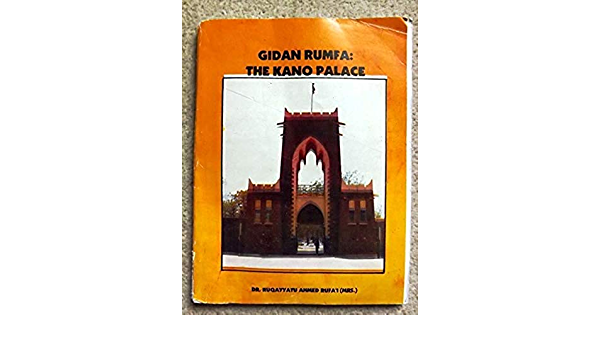 GIDAN RUMFA:
THE KANO PALACE
DR. RUQAYYATU AHMED RUFA'I (MRS.)